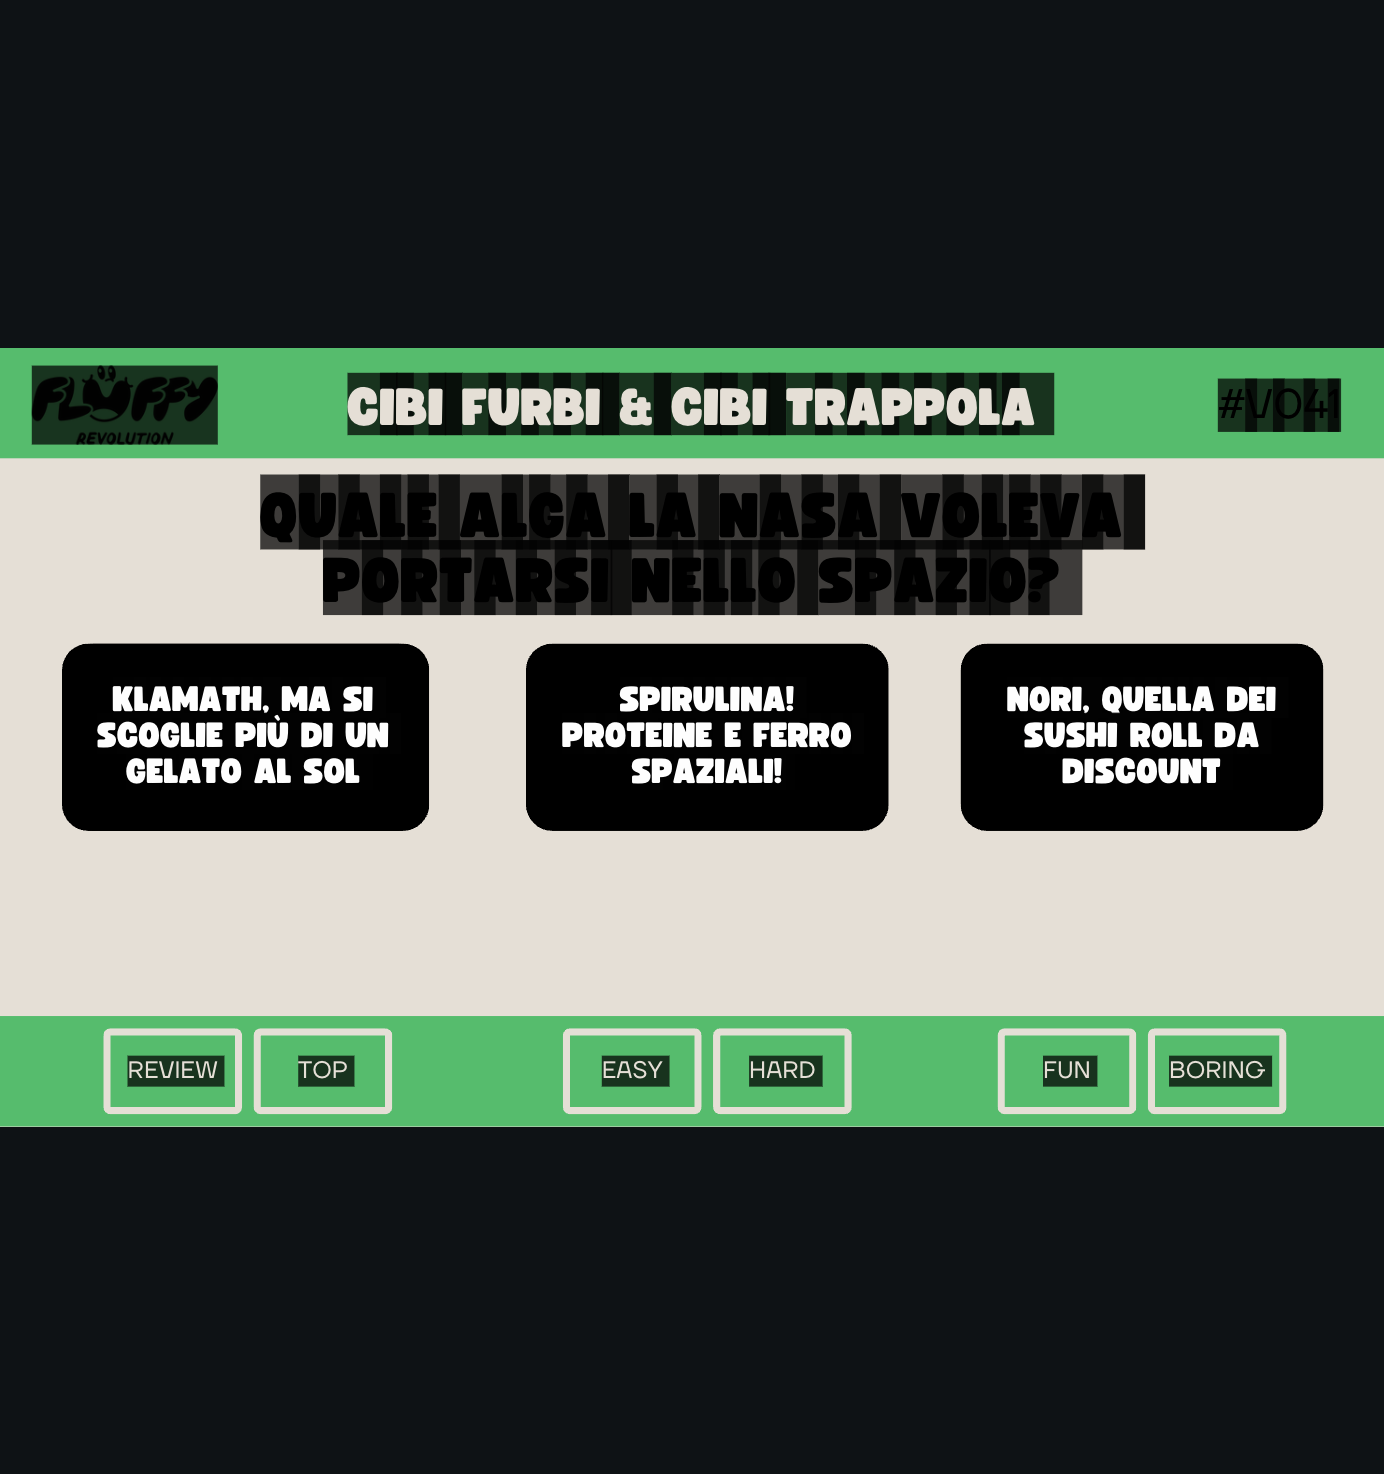 FLUFFY
REVOLUTION
CIBI FURBI & CIBI TRAPPOLA
#V041
QUALE ALGA LA NASA VOLEVA
PORTARSI NELLO SPAZIO?
KLAMATH, MA SI
SCOGLIE PIÙ DI UN
GELATO AL SOL
SPIRULINA!
PROTEINE E FERRO
SPAZIALI!
NORI, QUELLA DEI
SUSHI ROLL DA
DISCOUNT
REVIEW
TOP
EASY
HARD
FUN
BORING